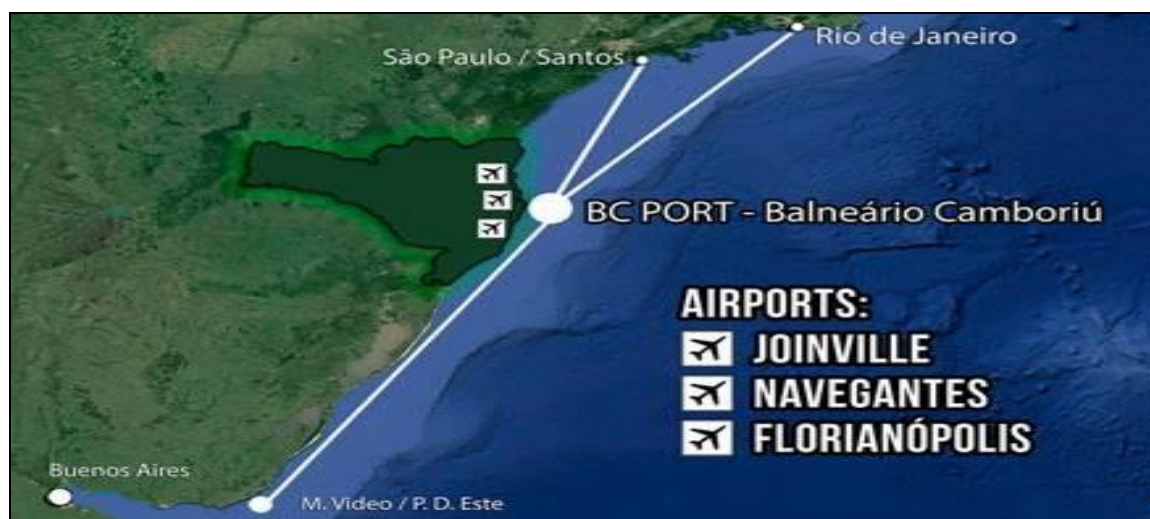 Rio de Janeiro
São Paulo / Santos
BC PORT - Balneário Camboriú
AIRPORTS:
JOINVILLE
NAVEGANTES
FLORIANÓPOLIS
Buenos Aires
M. Video / P. D. Este